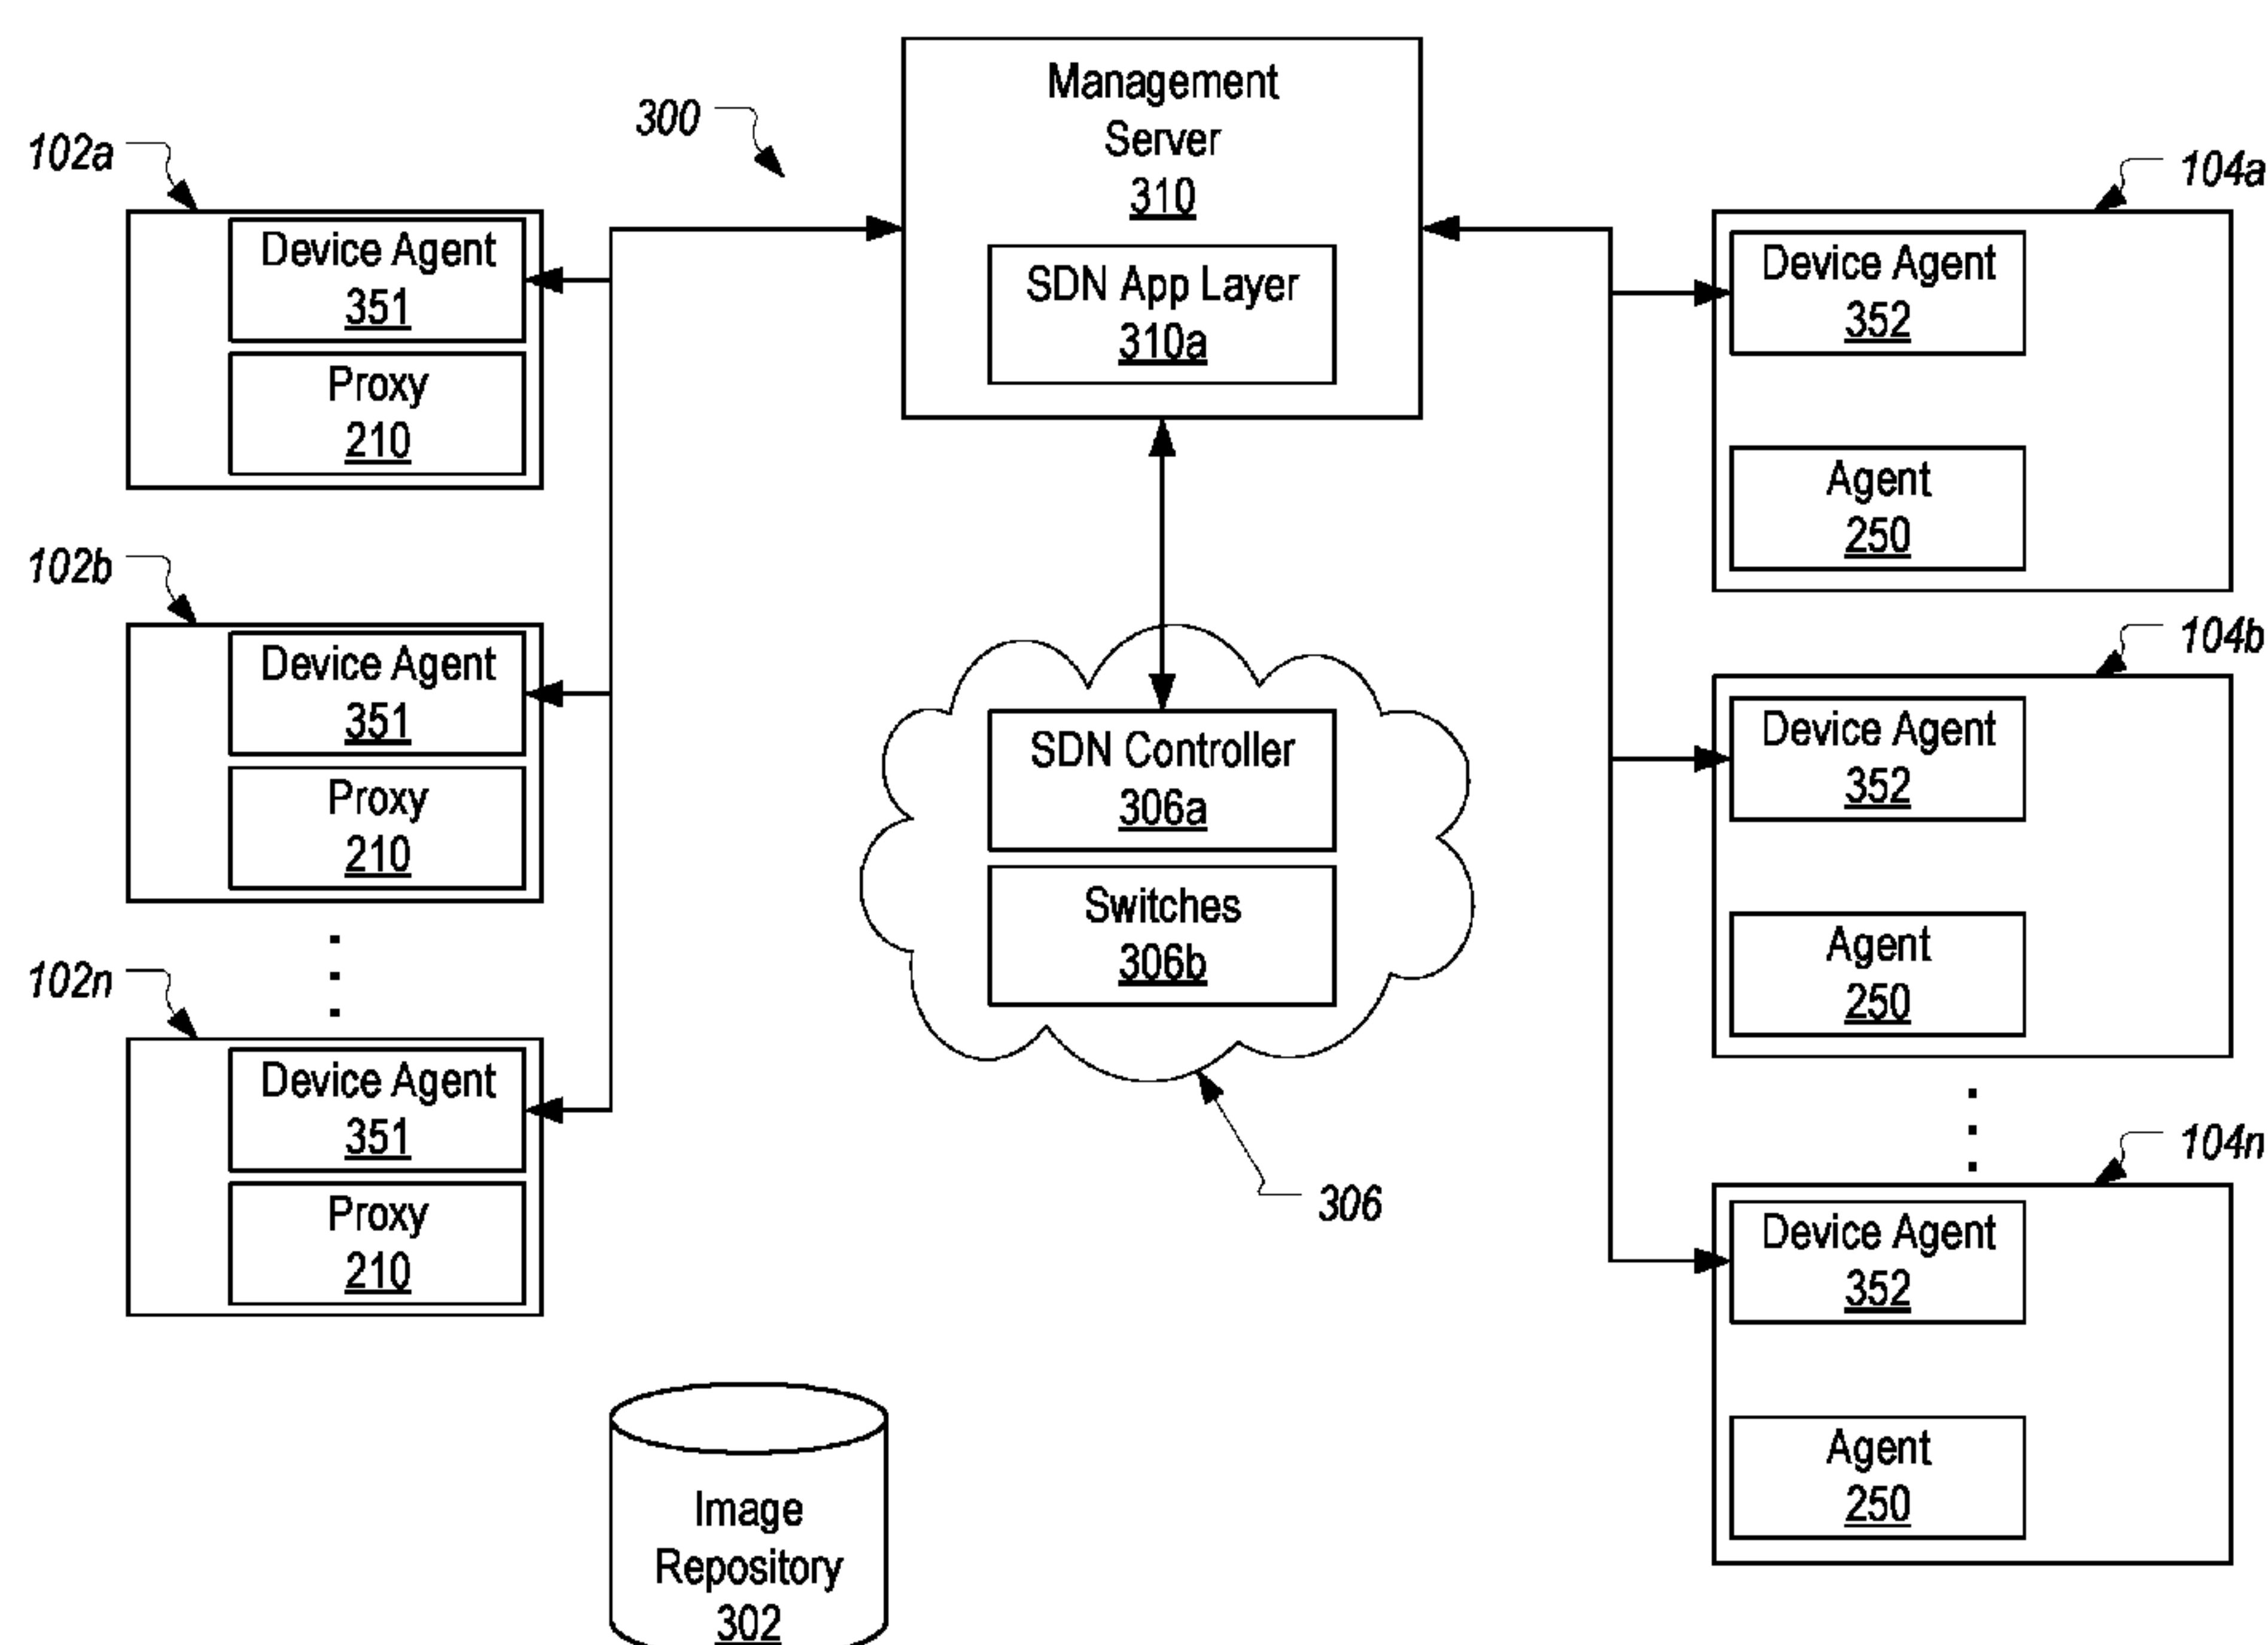 300
Management
Server
310
SDN App Layer
310a
102a
Device Agent
351
Proxy
210
102b
Device Agent
351
Proxy
210
102n
Device Agent
351
Proxy
210
SDN Controller
306a
Switches
306b
306
104a
Device Agent
352
Agent
250
104b
Device Agent
352
Agent
250
104n
Device Agent
352
Agent
250
Image
Repository
302